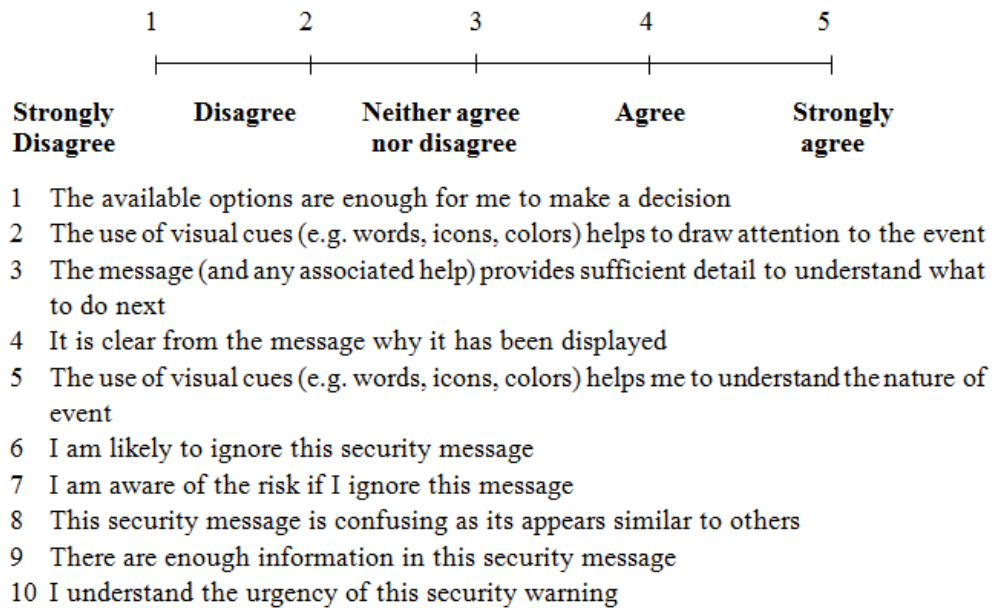 1 2 3 4 5
Strongly Disagree Neither agree Agree Strongly
Disagree nor disagree agree
1 The available options are enough for me to make a decision
2 The use of visual cues (e.g. words, icons, colors) helps to draw attention to the event
3 The message (and any associated help) provides sufficient detail to understand what
to do next
4 It is clear from the message why it has been displayed
5 The use of visual cues (e.g. words, icons, colors) helps me to understand the nature of
event
6 I am likely to ignore this security message
7 I am aware of the risk if I ignore this message
8 This security message is confusing as its appears similar to others
9 There are enough information in this security message
10 I understand the urgency of this security warning